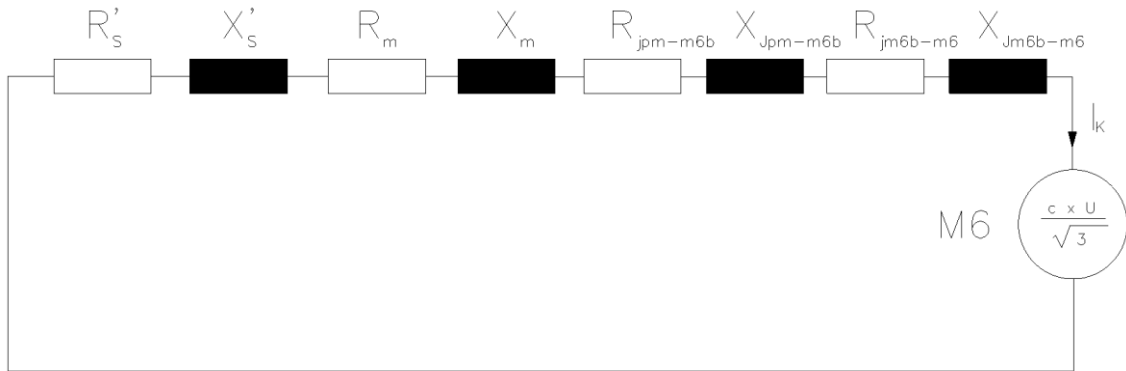 R'S X'S Rm Xm Rjpm-m6b XJpm-m6b Rjm6b-m6 XJm6b-m6
IK
M6
c x U
√3